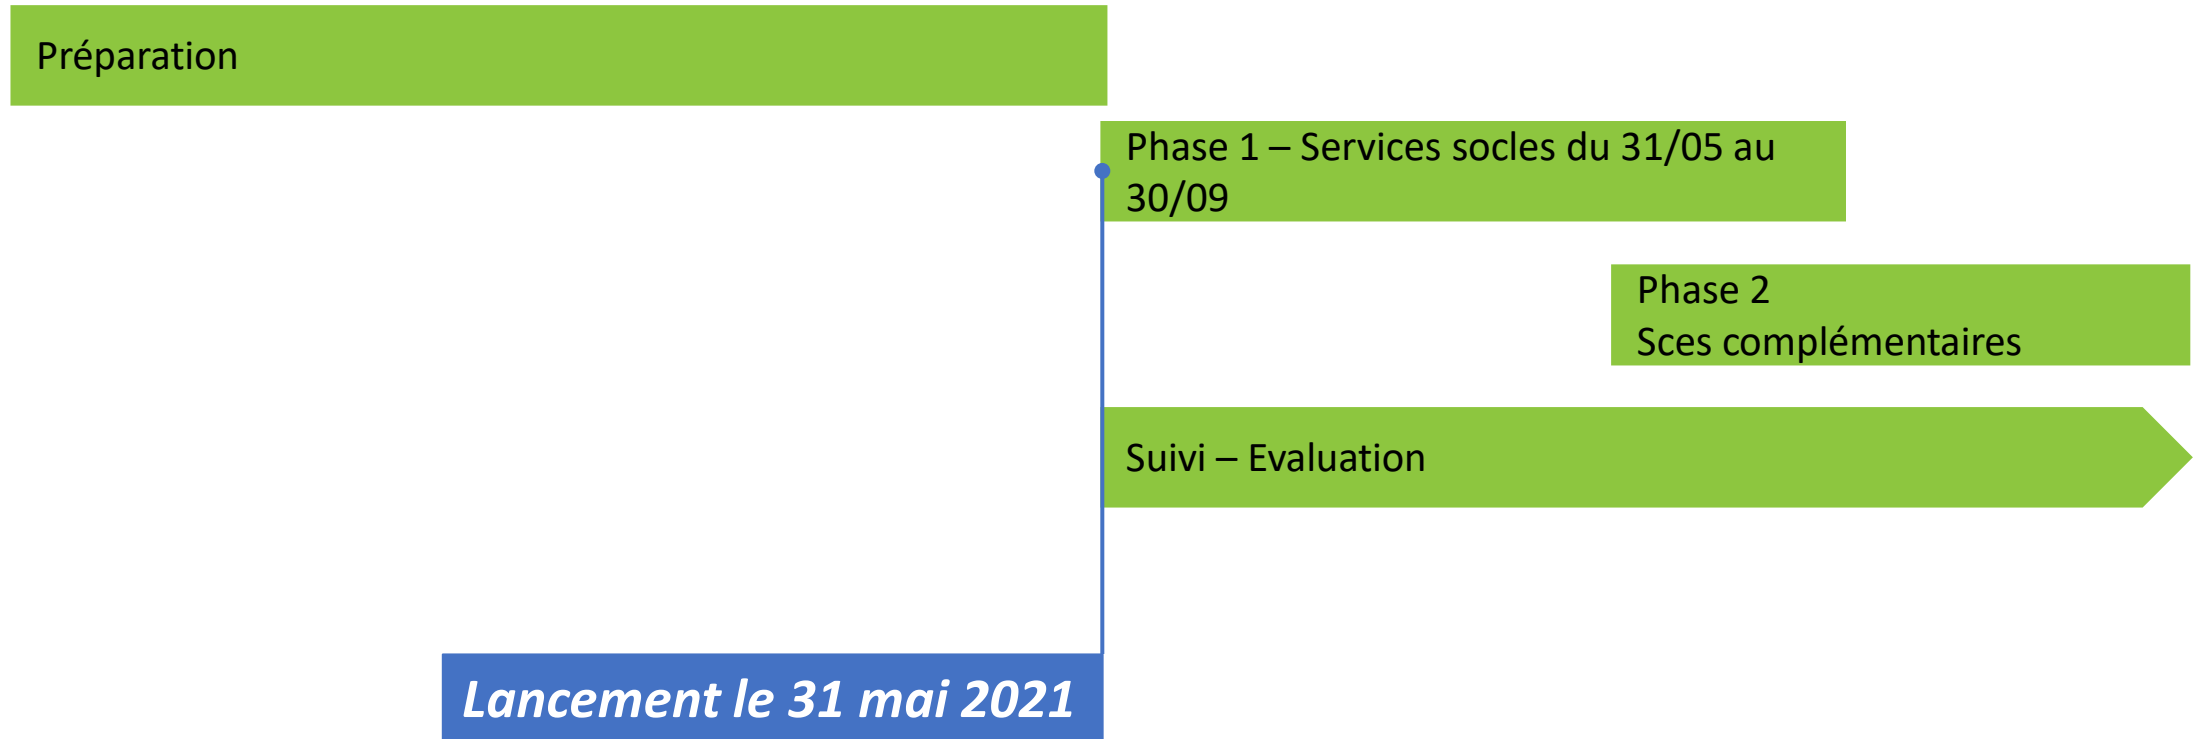 Préparation
Phase 1 – Services socles du 31/05 au
30/09
Phase 2
Sces complémentaires
Suivi – Evaluation
Lancement le 31 mai 2021